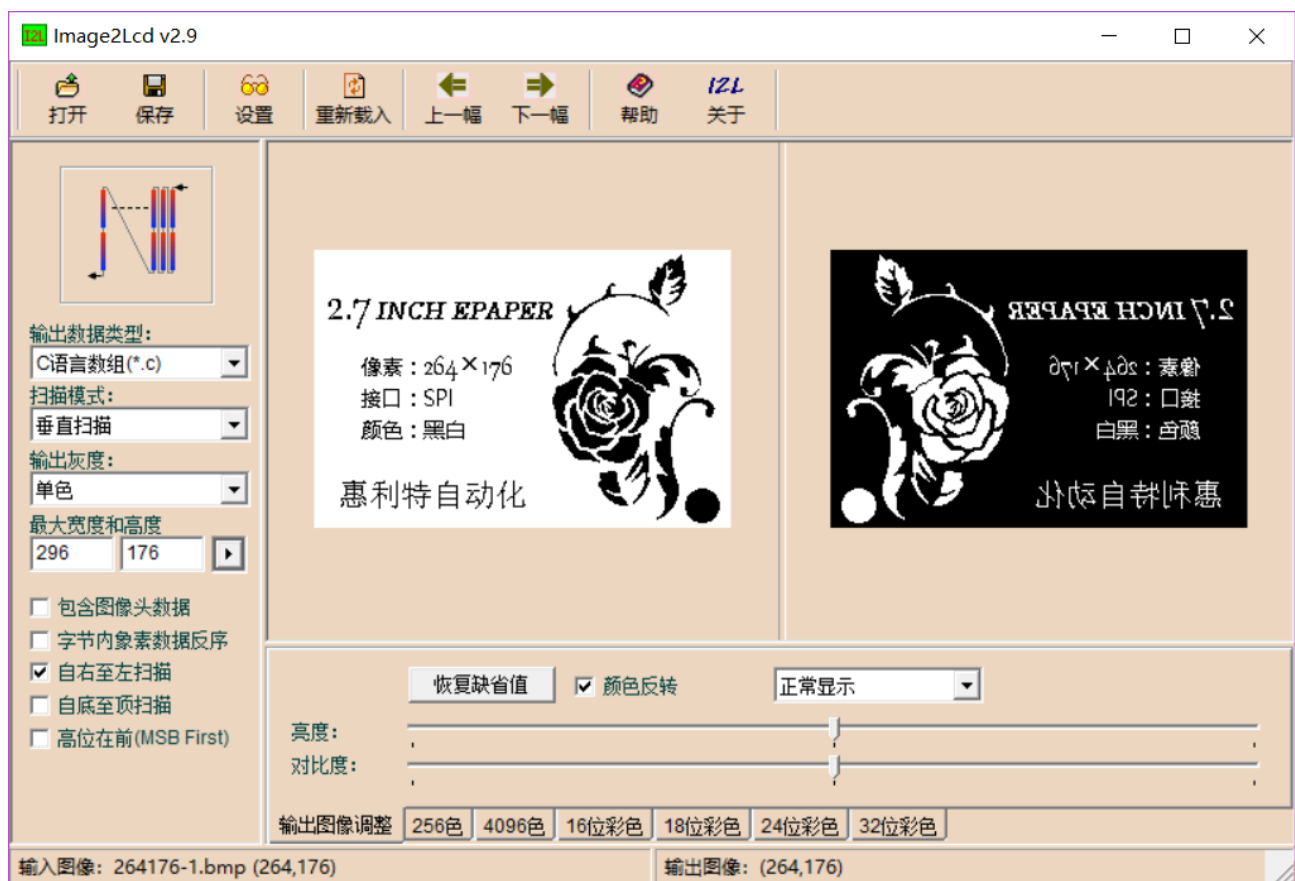 I2L Image2Lcd v2.9
打开 保存 设置 重新载入 上一幅 下一幅 帮助 I2L 关于
输出数据类型:
C语言数组(*.c)
扫描模式:
垂直扫描
输出灰度:
单色
最大宽度和高度
296 176
包含图像头数据
字节内象素数据反序
自右至左扫描
自底至顶扫描
高位在前(MSB First)
2.7 INCH EPAPER
像素：264×176
接口：SPI
颜色：黑白
惠利特自动化
2.7 INCH EPAPER
像素：264×176
接口：SPI
颜色：黑白
惠利特自动化
恢复缺省值 颜色反转 正常显示
亮度:
对比度:
输出图像调整 256色 4096色 16位彩色 18位彩色 24位彩色 32位彩色
输入图像: 264176-1.bmp (264,176) 输出图像: (264,176)